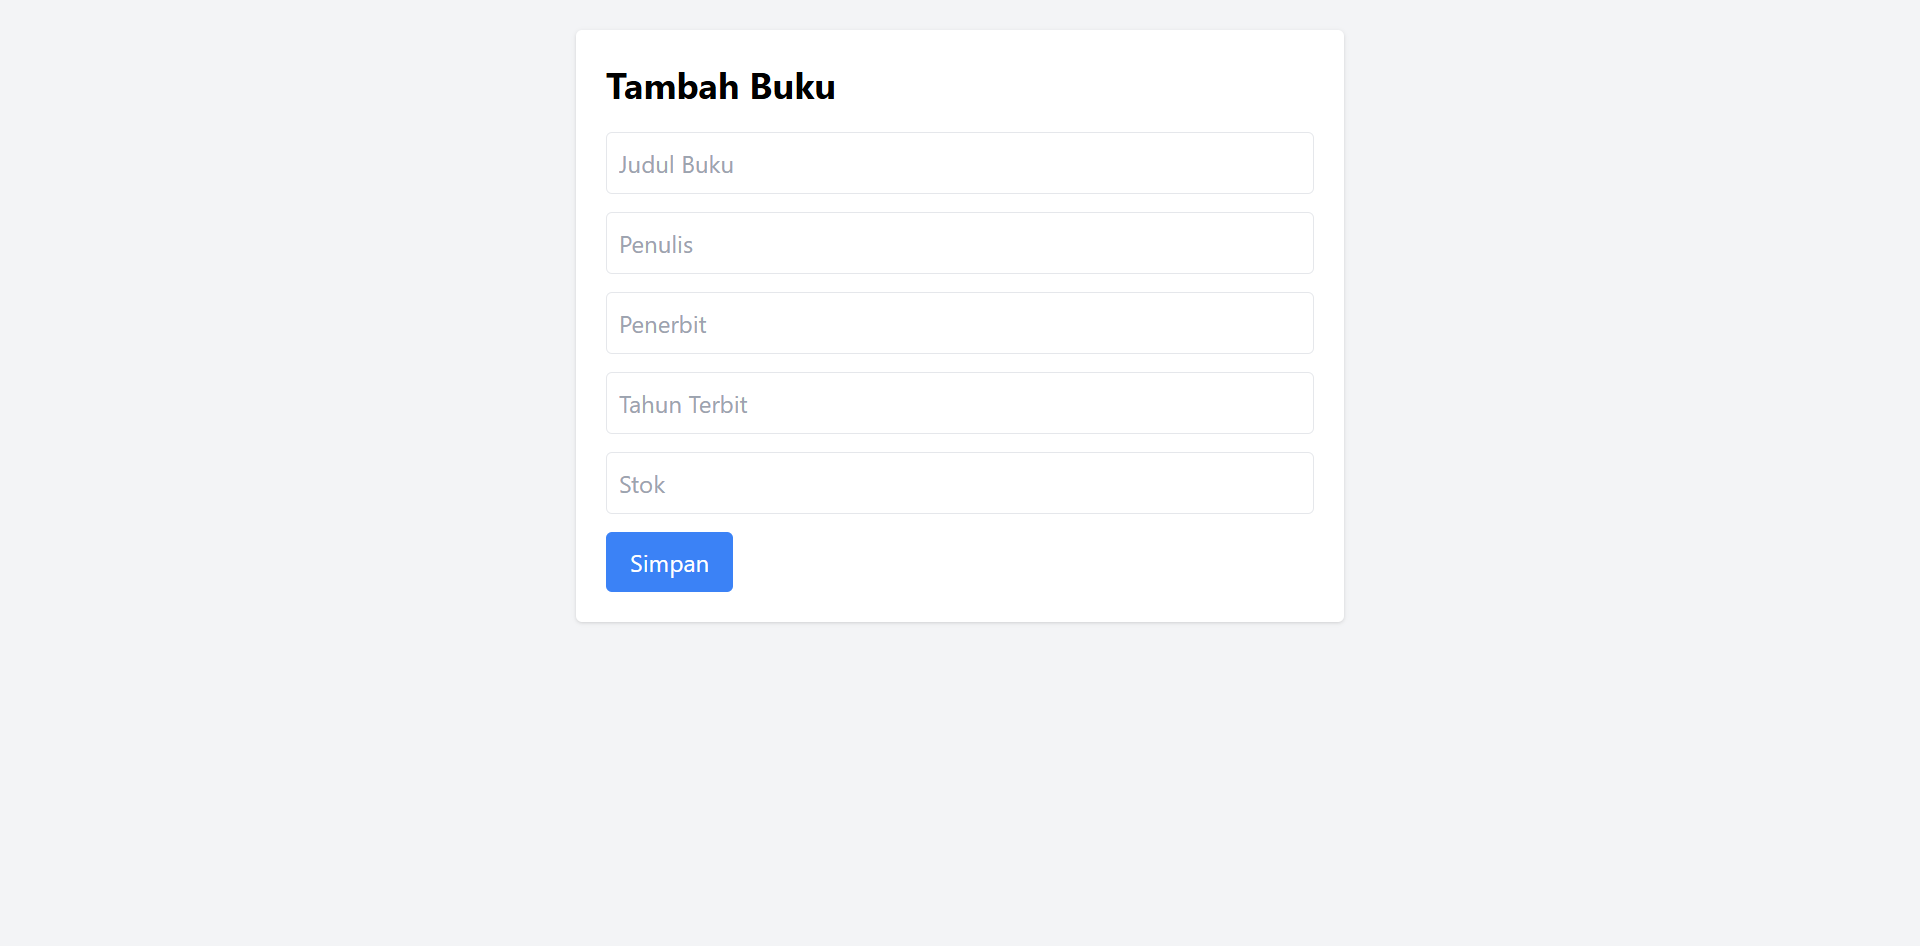 Tambah Buku
Judul Buku
Penulis
Penerbit
Tahun Terbit
Stok
Simpan